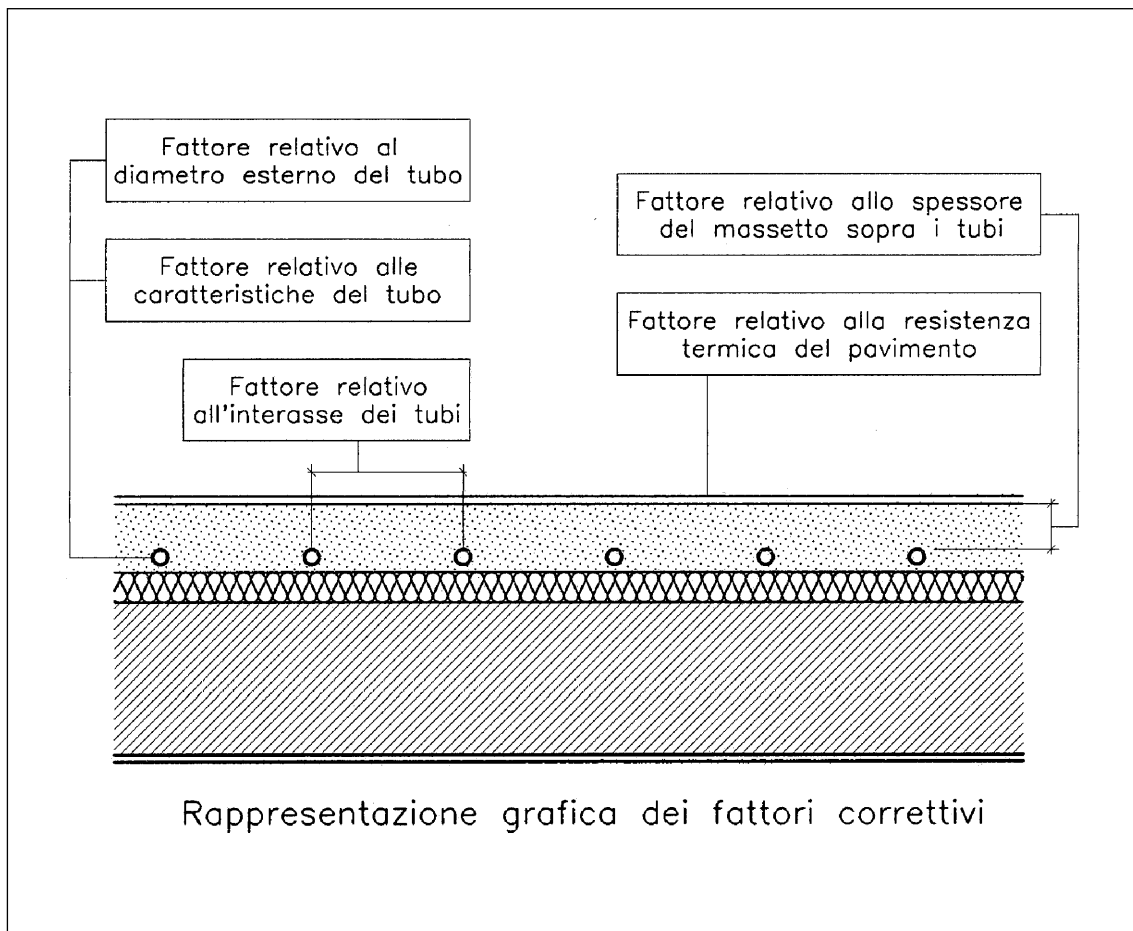 Fattore relativo al
diametro esterno del tubo
Fattore relativo alle
caratteristiche del tubo
Fattore relativo
all'interasse dei tubi
Fattore relativo allo spessore
del massetto sopra i tubi
Fattore relativo alla resistenza
termica del pavimento
Rappresentazione grafica dei fattori correttivi